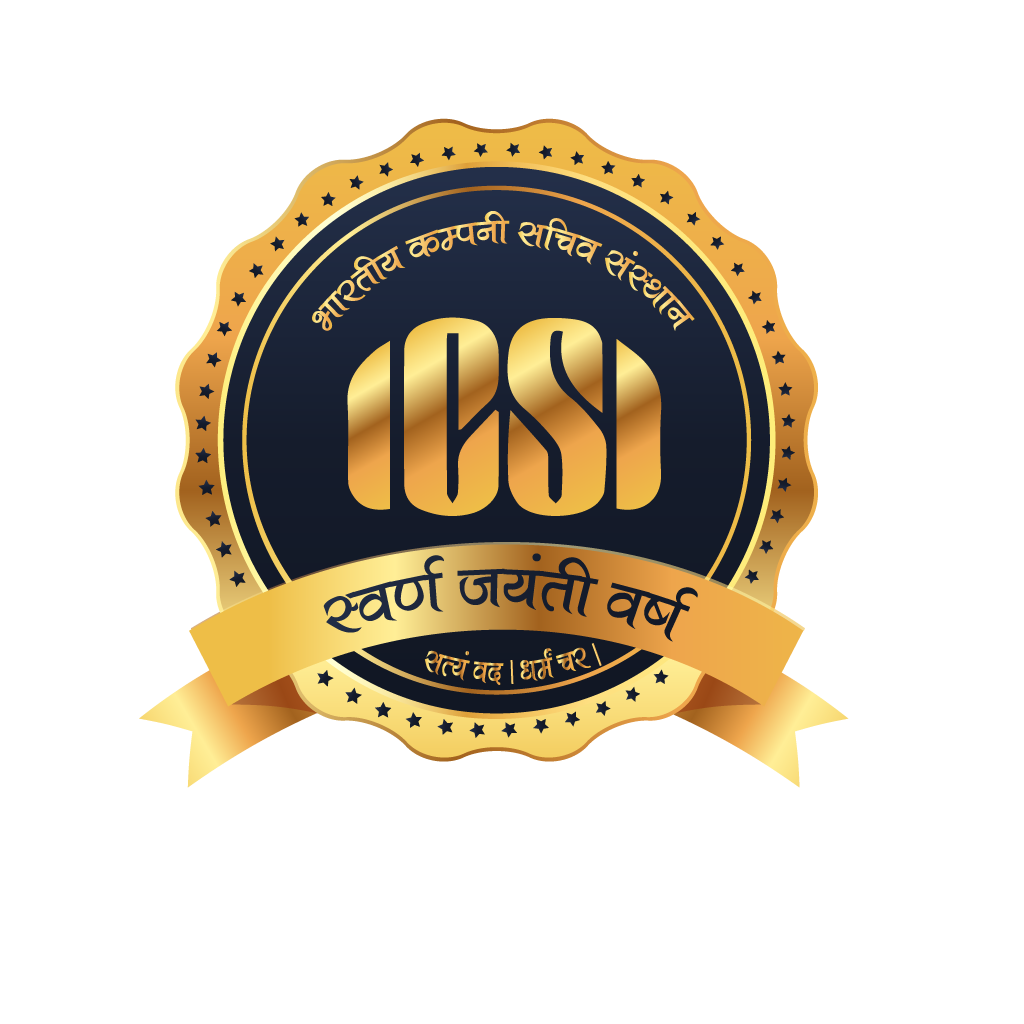 भारतीय कम्पनी सचिव संस्थान
ICSI
स्वर्ण जयंती वर्ष
सत्यं वद | धर्मं चर |